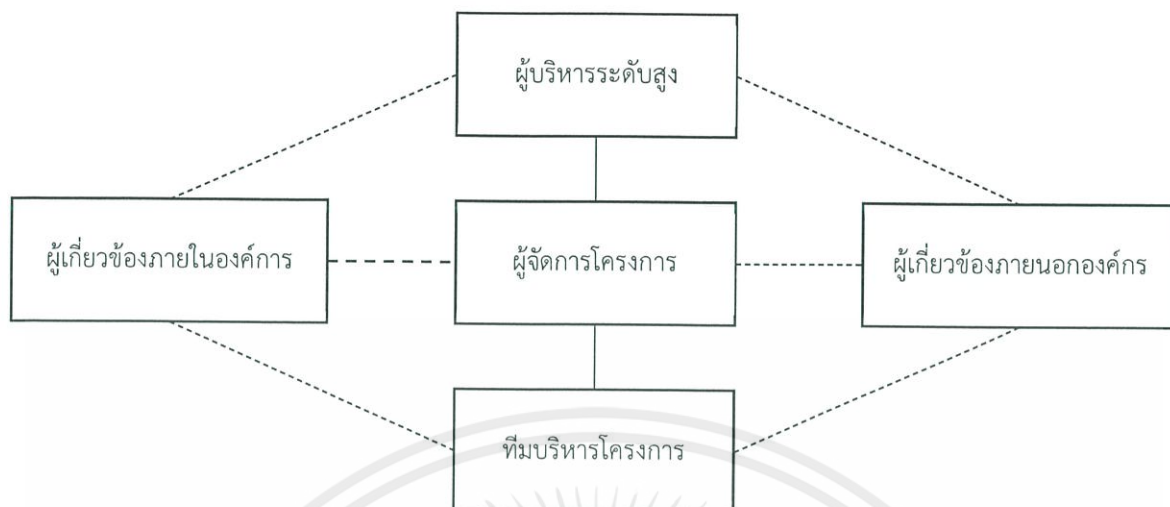 ผู้บริหารระดับสูง
ผู้เกี่ยวข้องภายในองค์การ
ผู้จัดการโครงการ
ผู้เกี่ยวข้องภายนอกองค์กร
ทีมบริหารโครงการ